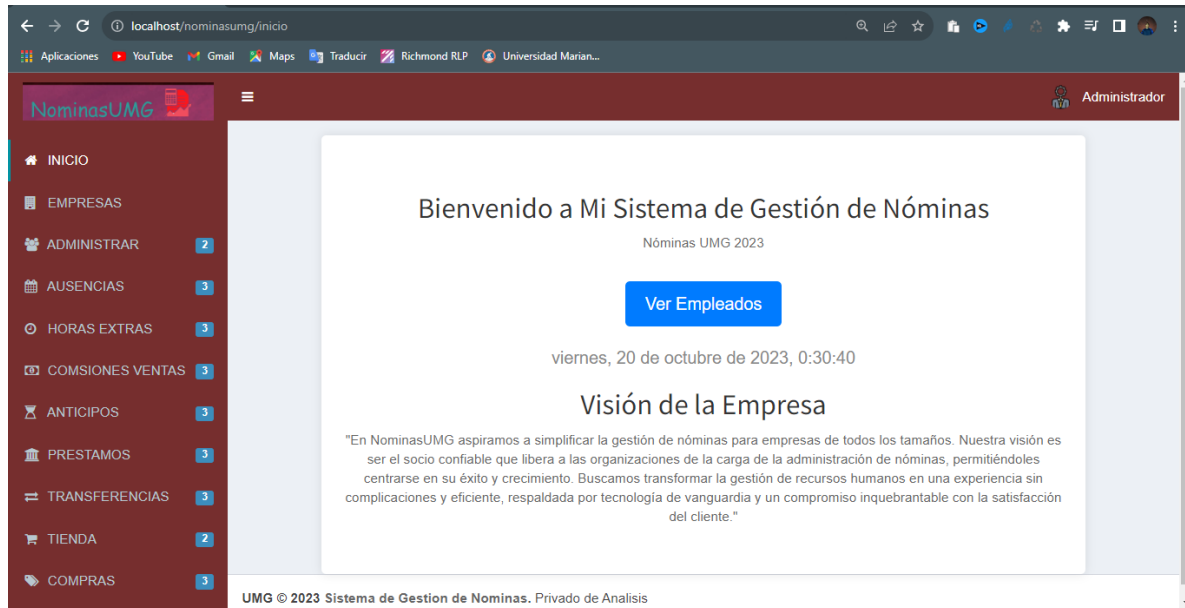 localhost/nominasumg/inicio
Aplicaciones YouTube Gmail Maps Traducir Richmond RLP Universidad Marian...
NominasUMG
Administrador
INICIO
EMPRESAS
ADMINISTRAR 2
AUSENCIAS 3
HORAS EXTRAS 3
COMSIONES VENTAS 3
ANTICIPOS 3
PRESTAMOS 3
TRANSFERENCIAS 3
TIENDA 2
COMPRAS 3
Bienvenido a Mi Sistema de Gestión de Nóminas
Nóminas UMG 2023
Ver Empleados
viernes, 20 de octubre de 2023, 0:30:40
Visión de la Empresa
"En NominasUMG aspiramos a simplificar la gestión de nóminas para empresas de todos los tamaños. Nuestra visión es
ser el socio confiable que libera a las organizaciones de la carga de la administración de nóminas, permitiéndoles
centrarse en su éxito y crecimiento. Buscamos transformar la gestión de recursos humanos en una experiencia sin
complicaciones y eficiente, respaldada por tecnología de vanguardia y un compromiso inquebrantable con la satisfacción
del cliente."
UMG © 2023 Sistema de Gestion de Nominas. Privado de Analisis